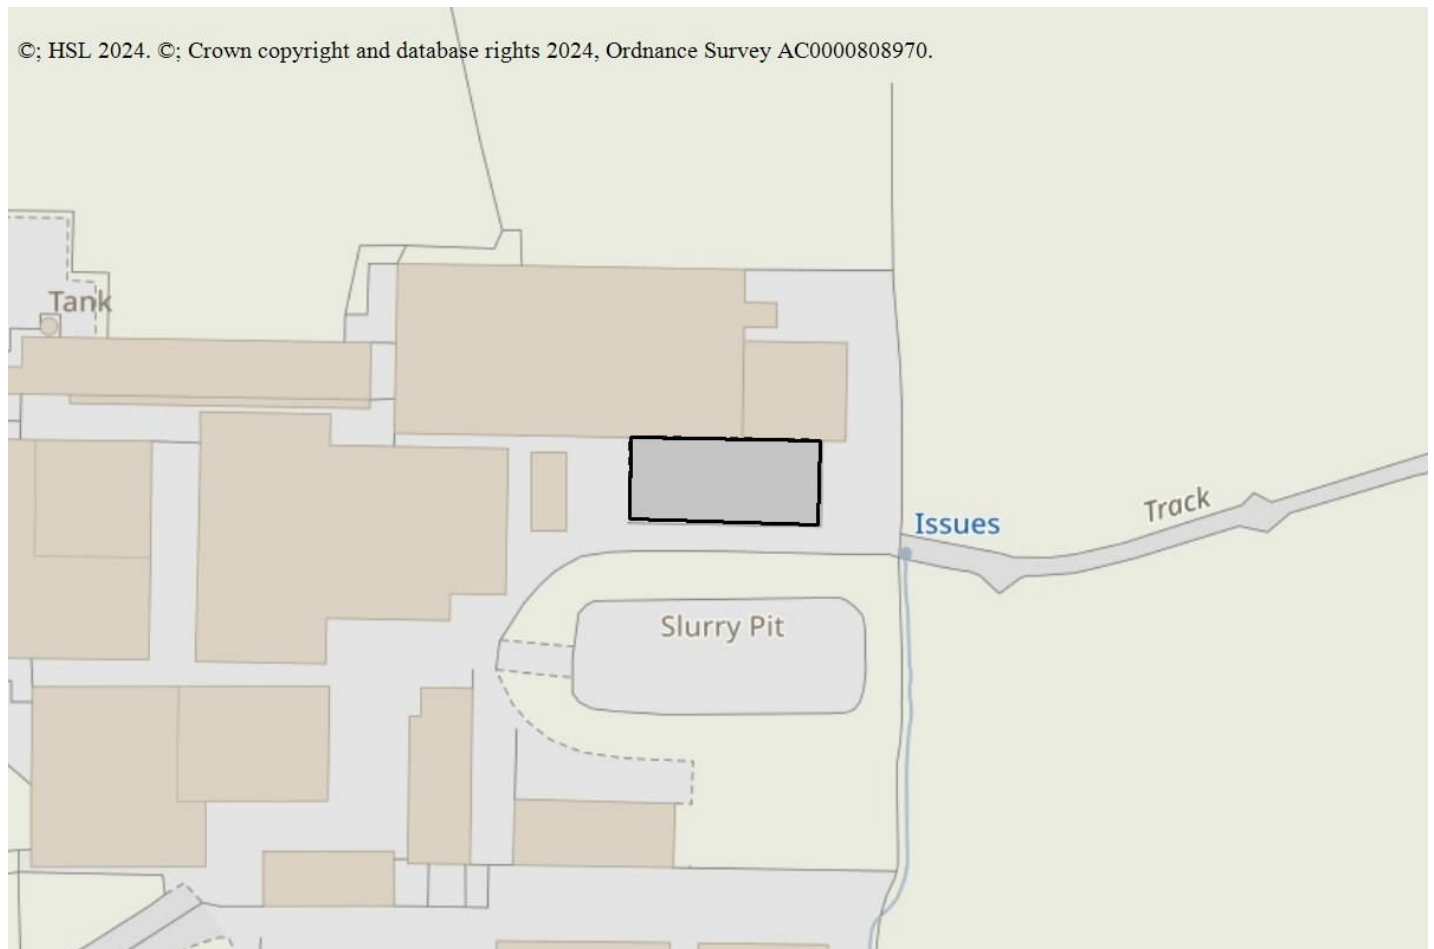 ©; HSL 2024. ©; Crown copyright and database rights 2024, Ordnance Survey AC0000808970.
Tank
Track
Issues
Slurry Pit